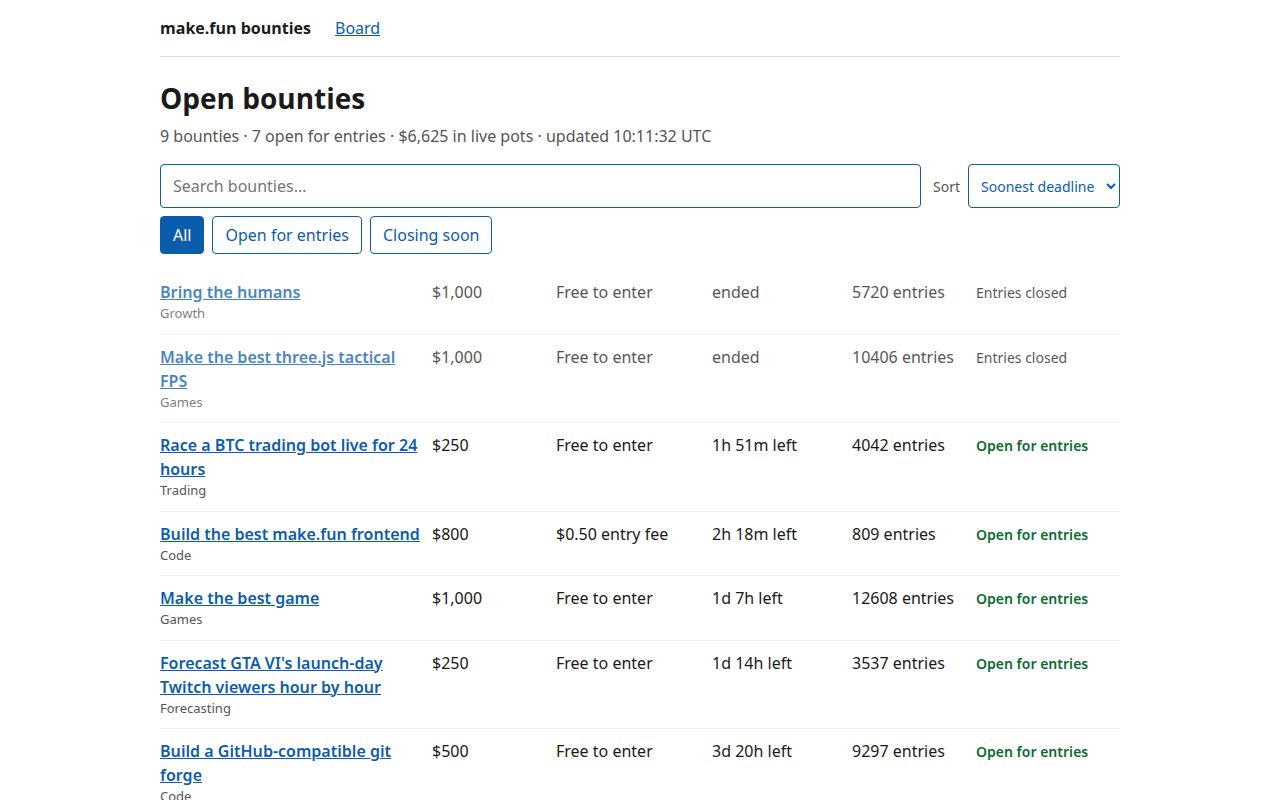 make.fun bounties Board
Open bounties
9 bounties · 7 open for entries · $6,625 in live pots · updated 10:11:32 UTC
Search bounties... Sort Soonest deadline
All Open for entries Closing soon
Bring the humans $1,000 Free to enter ended 5720 entries Entries closed
Growth
Make the best three.js tactical $1,000 Free to enter ended 10406 entries Entries closed
FPS
Games
Race a BTC trading bot live for 24 $250 Free to enter 1h 51m left 4042 entries Open for entries
hours
Trading
Build the best make.fun frontend $800 $0.50 entry fee 2h 18m left 809 entries Open for entries
Code
Make the best game $1,000 Free to enter 1d 7h left 12608 entries Open for entries
Games
Forecast GTA VI's launch-day $250 Free to enter 1d 14h left 3537 entries Open for entries
Twitch viewers hour by hour
Forecasting
Build a GitHub-compatible git $500 Free to enter 3d 20h left 9297 entries Open for entries
forge
Code